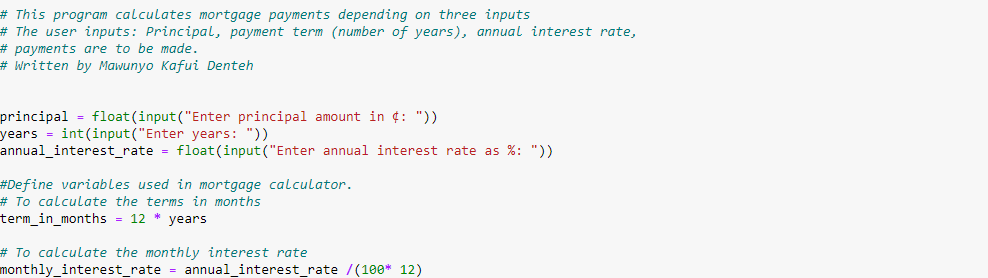 # This program calculates mortgage payments depending on three inputs
# The user inputs: Principal, payment term (number of years), annual interest rate,
# payments are to be made.
# Written by Mawunyo Kafui Denteh
principal = float(input("Enter principal amount in ¢: "))
years = int(input("Enter years: "))
annual_interest_rate = float(input("Enter annual interest rate as %: "))
#Define variables used in mortgage calculator.
# To calculate the terms in months
term_in_months = 12 * years
# To calculate the monthly interest rate
monthly_interest_rate = annual_interest_rate /(100* 12)